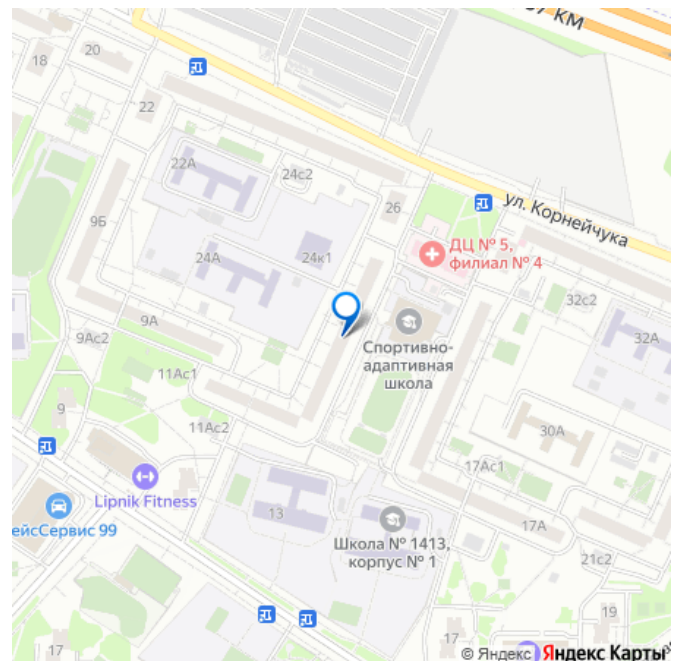 97 КМ
20
18
22
22А
24с2
26
ул. Корнейчука
9Б
24А
24к1
ДЦ № 5,
филиал № 4
32с2
32А
9А
9Ас2
Спортивно-
адаптивная
школа
11Ас1
9
11Ас2
30А
17Ас1
Lipnik Fitness
13
17А
ейсСервис 99
Школа № 1413,
корпус № 1
21с2
19
17
17
© Яндекс Яндекс Карты